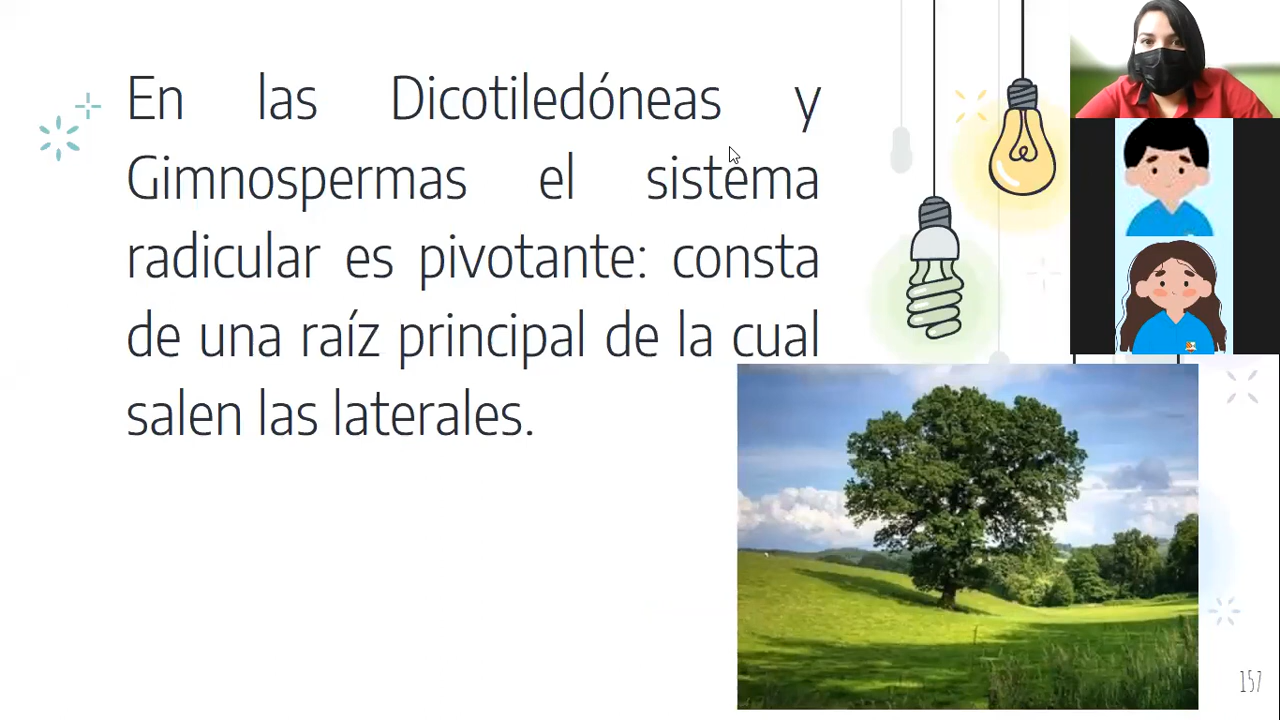 En las Dicotiledóneas y
Gimnospermas el sistema
radicular es pivotante: consta
de una raíz principal de la cual
salen las laterales.
157